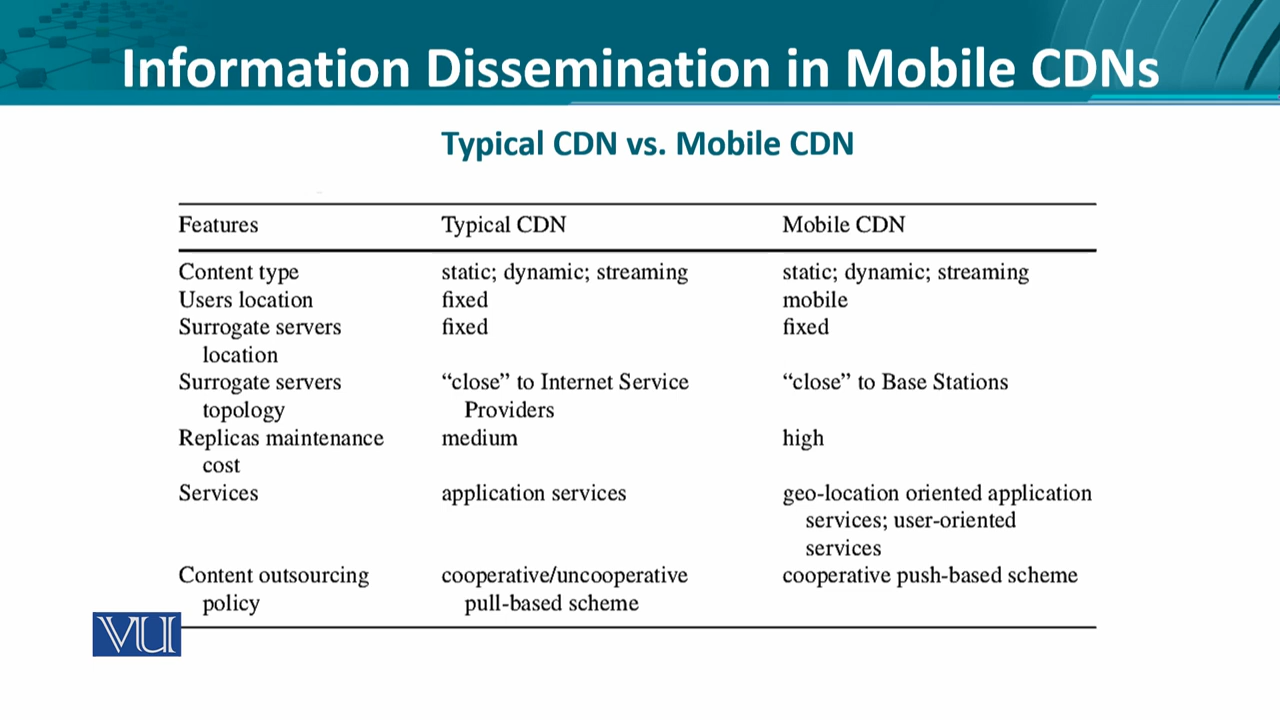 Information Dissemination in Mobile CDNs
Typical CDN vs. Mobile CDN
Features Typical CDN Mobile CDN
Content type static; dynamic; streaming static; dynamic; streaming
Users location fixed mobile
Surrogate servers fixed fixed
location
Surrogate servers “close” to Internet Service “close” to Base Stations
topology Providers
Replicas maintenance medium high
cost
Services application services geo-location oriented application
services; user-oriented
services
Content outsourcing cooperative/uncooperative cooperative push-based scheme
policy pull-based scheme
VU